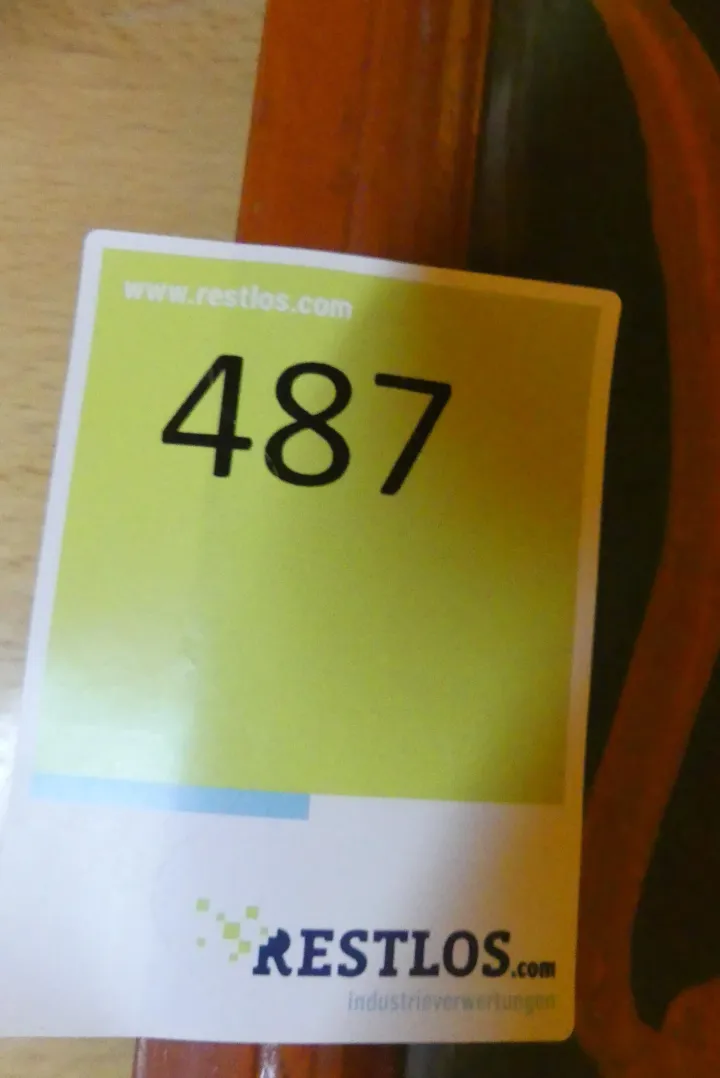 www.restlos.com
487
RESTLOS.com
industrieverwertungen